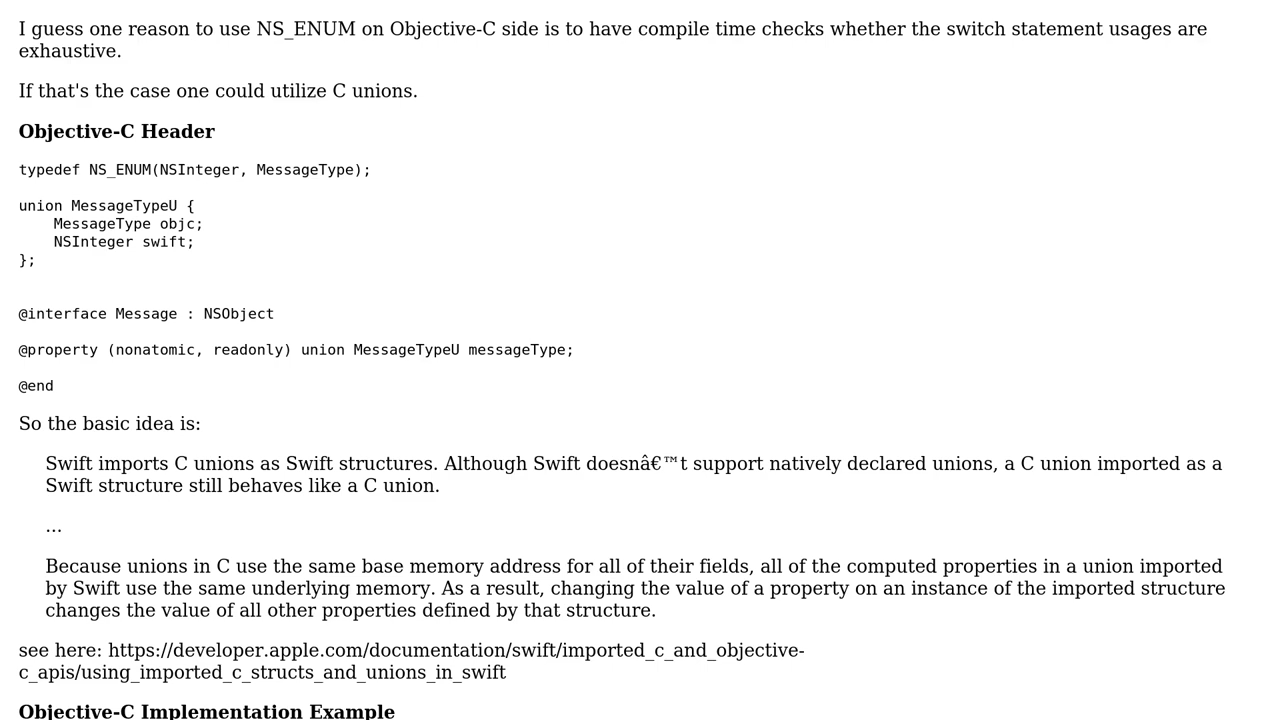 I guess one reason to use NS_ENUM on Objective-C side is to have compile time checks whether the switch statement usages are
exhaustive.
If that's the case one could utilize C unions.
Objective-C Header
typedef NS_ENUM(NSInteger, MessageType);
union MessageTypeU {
    MessageType objc;
    NSInteger swift;
};
@interface Message : NSObject
@property (nonatomic, readonly) union MessageTypeU messageType;
@end
So the basic idea is:
Swift imports C unions as Swift structures. Although Swift doesnâ€™t support natively declared unions, a C union imported as a
Swift structure still behaves like a C union.
...
Because unions in C use the same base memory address for all of their fields, all of the computed properties in a union imported
by Swift use the same underlying memory. As a result, changing the value of a property on an instance of the imported structure
changes the value of all other properties defined by that structure.
see here: https://developer.apple.com/documentation/swift/imported_c_and_objective-
c_apis/using_imported_c_structs_and_unions_in_swift
Objective-C Implementation Example